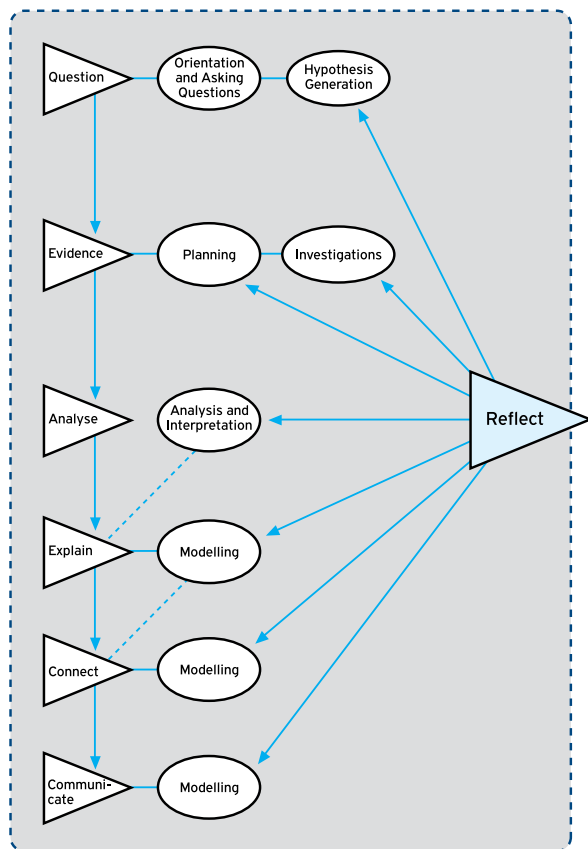 Question
Orientation
and Asking
Questions
Hypothesis
Generation
Evidence
Planning
Investigations
Analyse
Analysis and
Interpretation
Reflect
Explain
Modelling
Connect
Modelling
Communi-
cate
Modelling